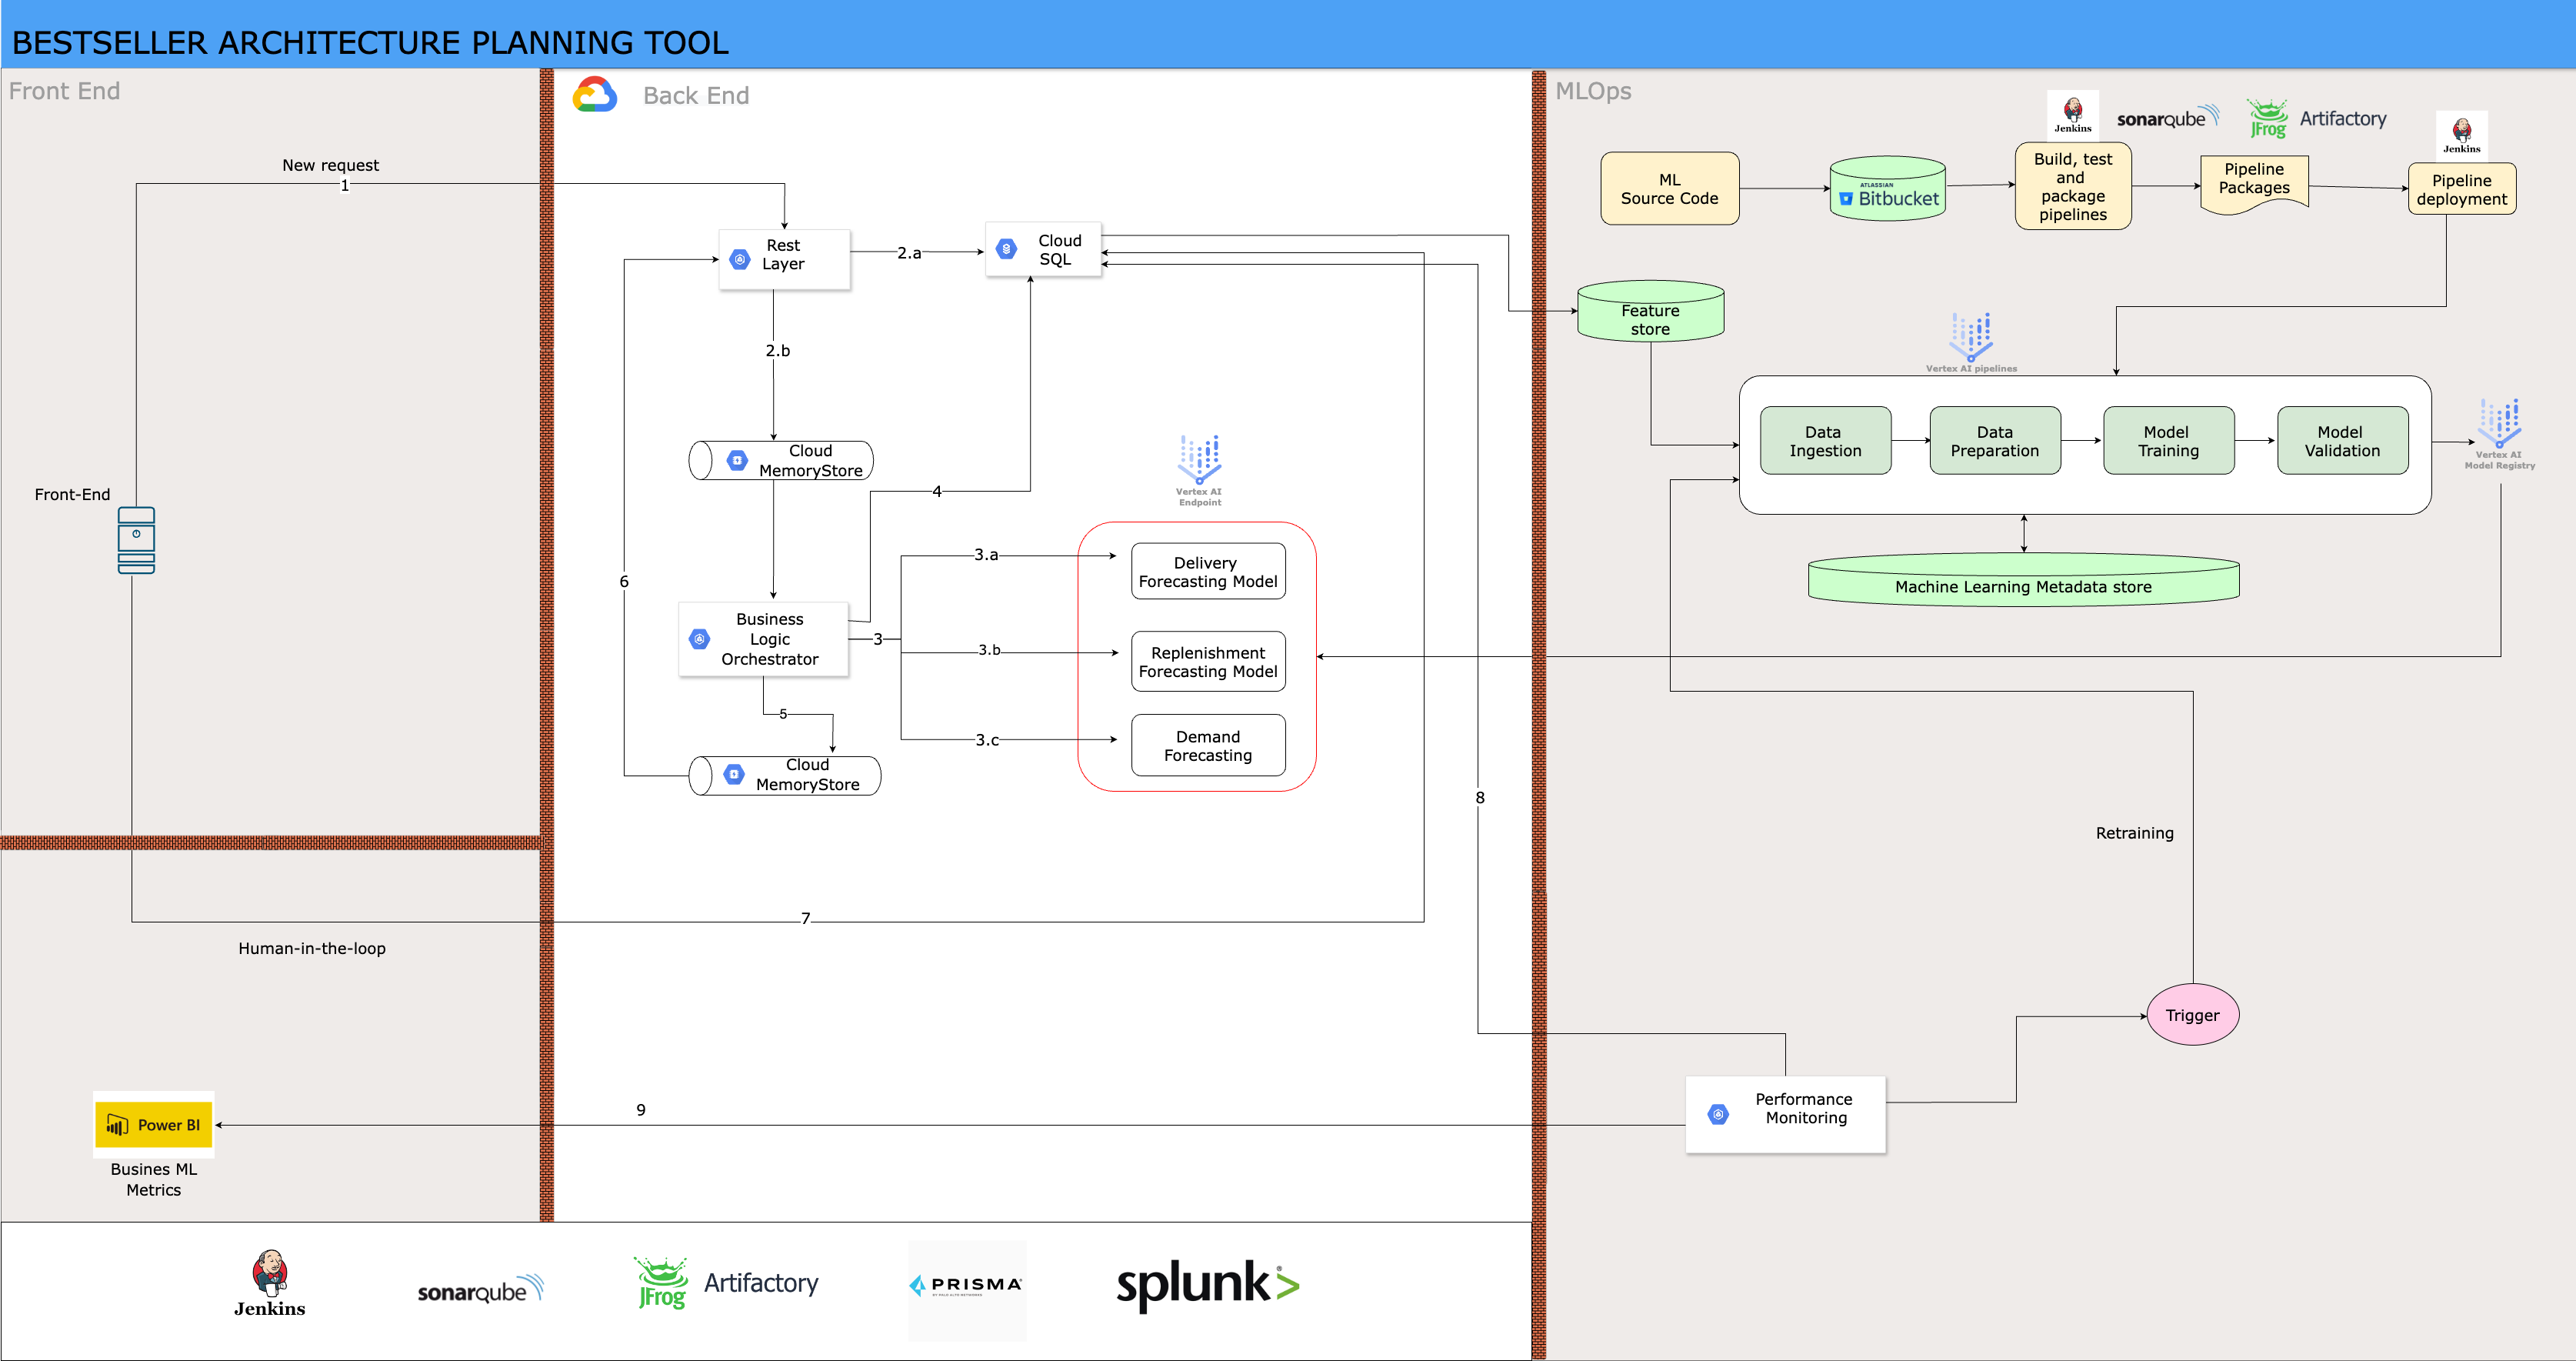 BESTSELLER ARCHITECTURE PLANNING TOOL
Front End
New request
1
Front-End
Human-in-the-loop
Power BI
Busines ML
Metrics
Back End
Rest
Layer
2.a
Cloud
SQL
2.b
Cloud
MemoryStore
4
Vertex AI
Endpoint
6
Business
Logic
Orchestrator
3
3.a
Delivery
Forecasting Model
3.b
Replenishment
Forecasting Model
3.c
Demand
Forecasting
5
Cloud
MemoryStore
7
8
9
MLOps
Jenkins
sonarqube
JFrog
Artifactory
Jenkins
ML
Source Code
ATLASSIAN
Bitbucket
Build, test
and
package
pipelines
Pipeline
Packages
Pipeline
deployment
Feature
store
Vertex AI pipelines
Data
Ingestion
Data
Preparation
Model
Training
Model
Validation
Vertex AI
Model Registry
Machine Learning Metadata store
Retraining
Trigger
Performance
Monitoring
Jenkins
sonarqube
JFrog
Artifactory
PRISMA
BY PALO ALTO NETWORKS
splunk>